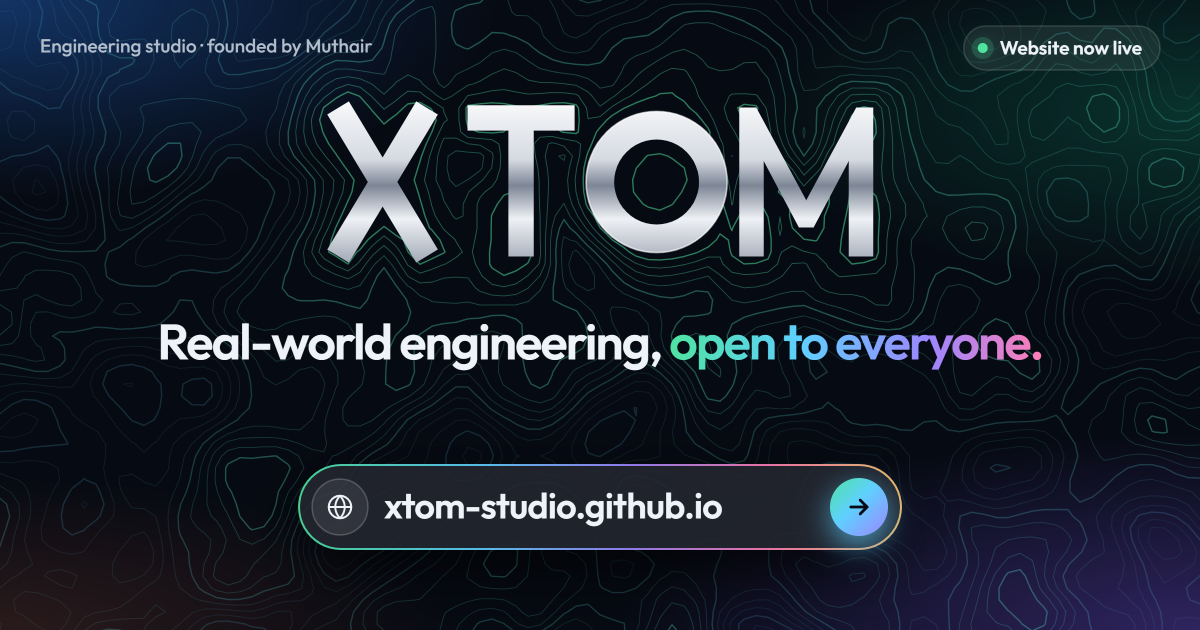 Engineering studio · founded by Muthair
Website now live
XTOM
Real-world engineering, open to everyone.
xtom-studio.github.io